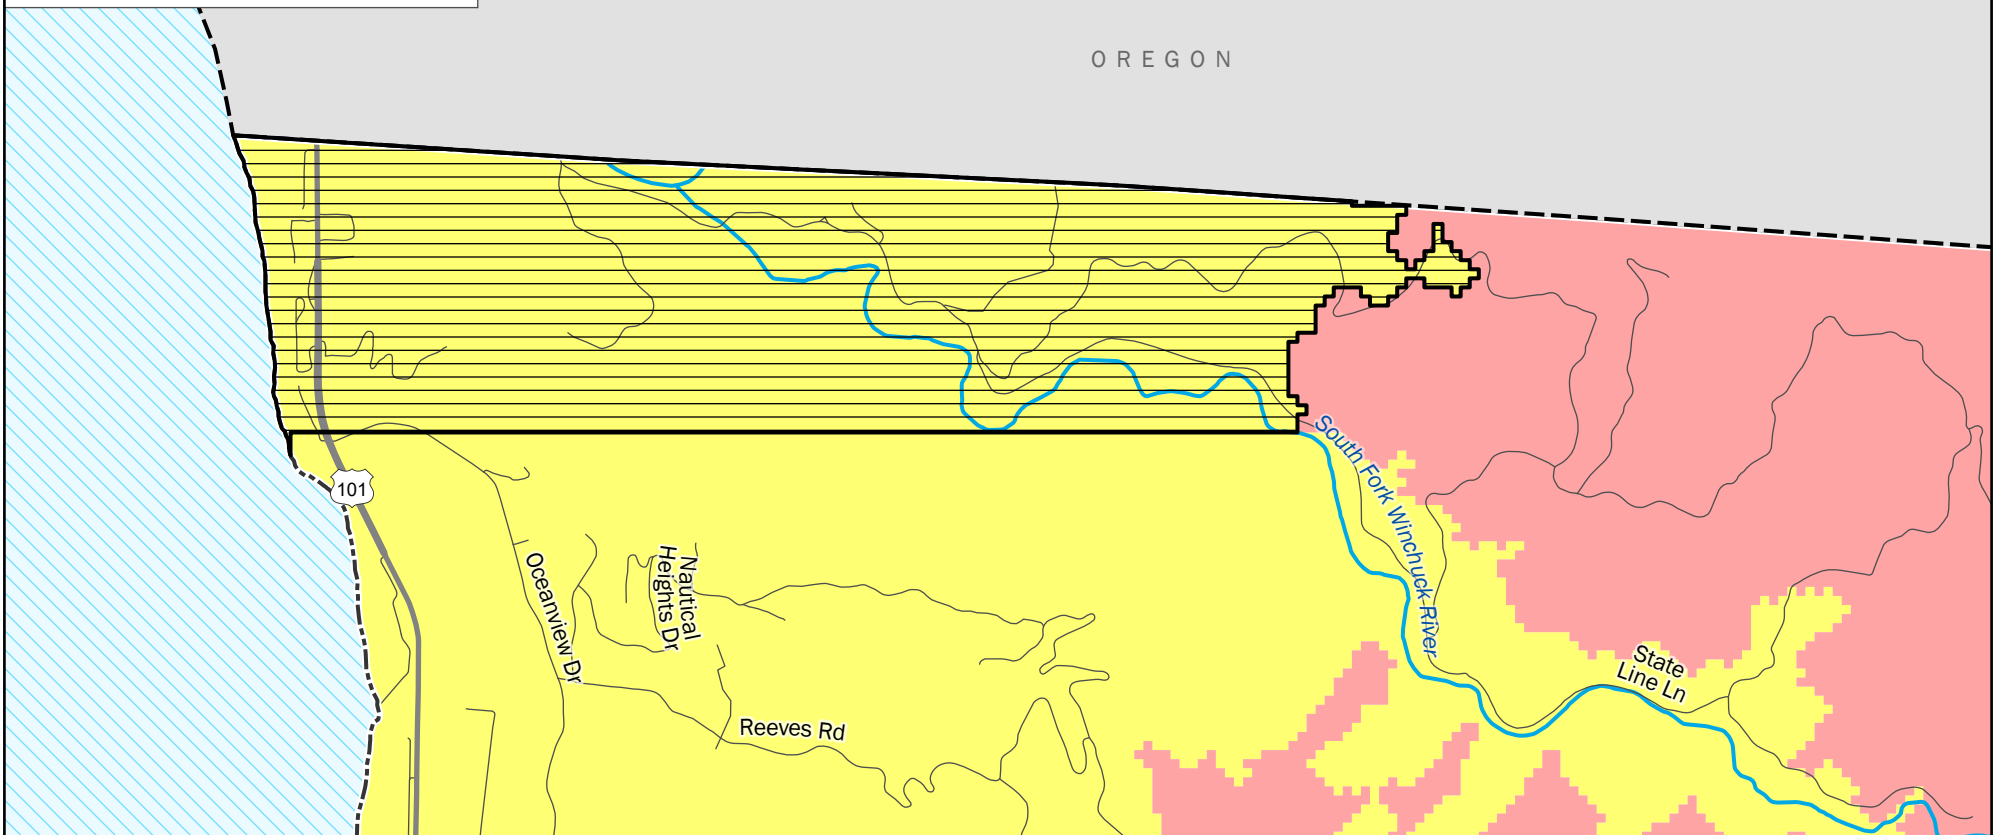 OREGON
101
South Fork Winchuck River
Oceanview Dr
Nautical
Heights Dr
State
Line Ln
Reeves Rd